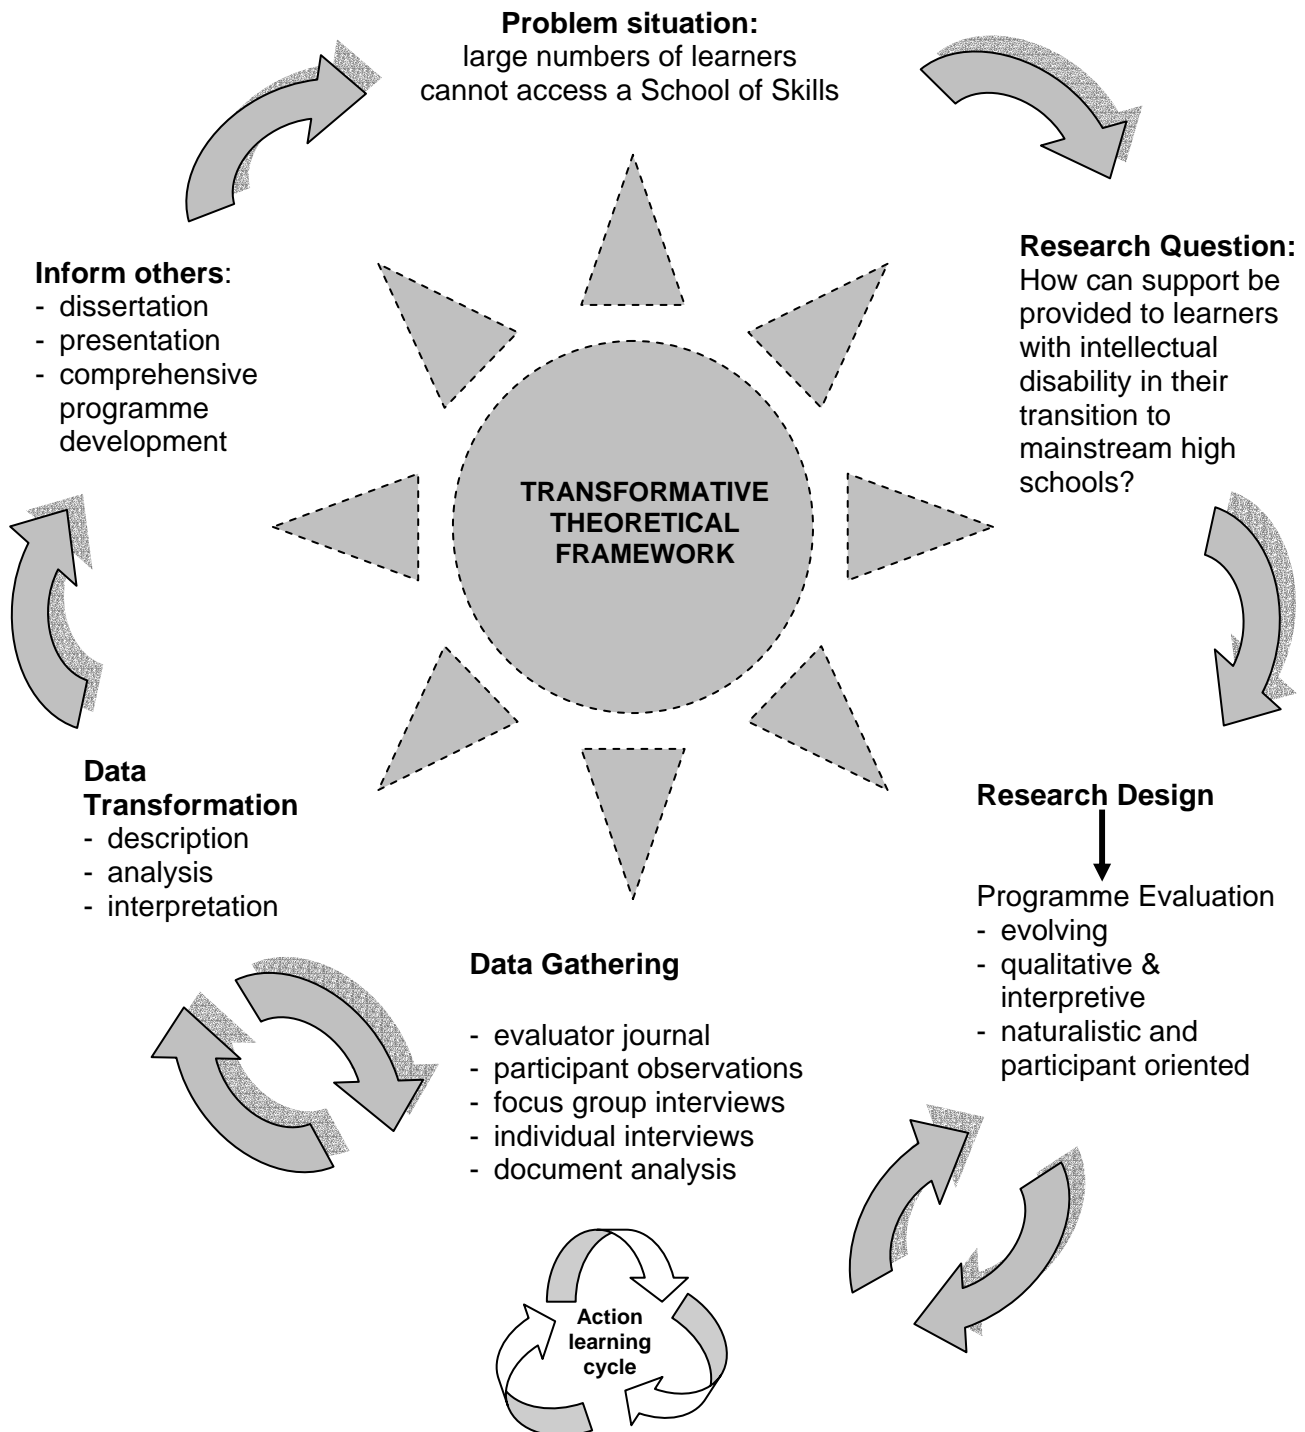 Problem situation:
large numbers of learners
cannot access a School of Skills
Research Question:
How can support be
provided to learners
with intellectual
disability in their
transition to
mainstream high
schools?
Inform others:
- dissertation
- presentation
- comprehensive
programme
development
TRANSFORMATIVE
THEORETICAL
FRAMEWORK
Data
Transformation
- description
- analysis
- interpretation
Research Design
Programme Evaluation
- evolving
- qualitative &
interpretive
- naturalistic and
participant oriented
Data Gathering
- evaluator journal
- participant observations
- focus group interviews
- individual interviews
- document analysis
Action
learning
cycle